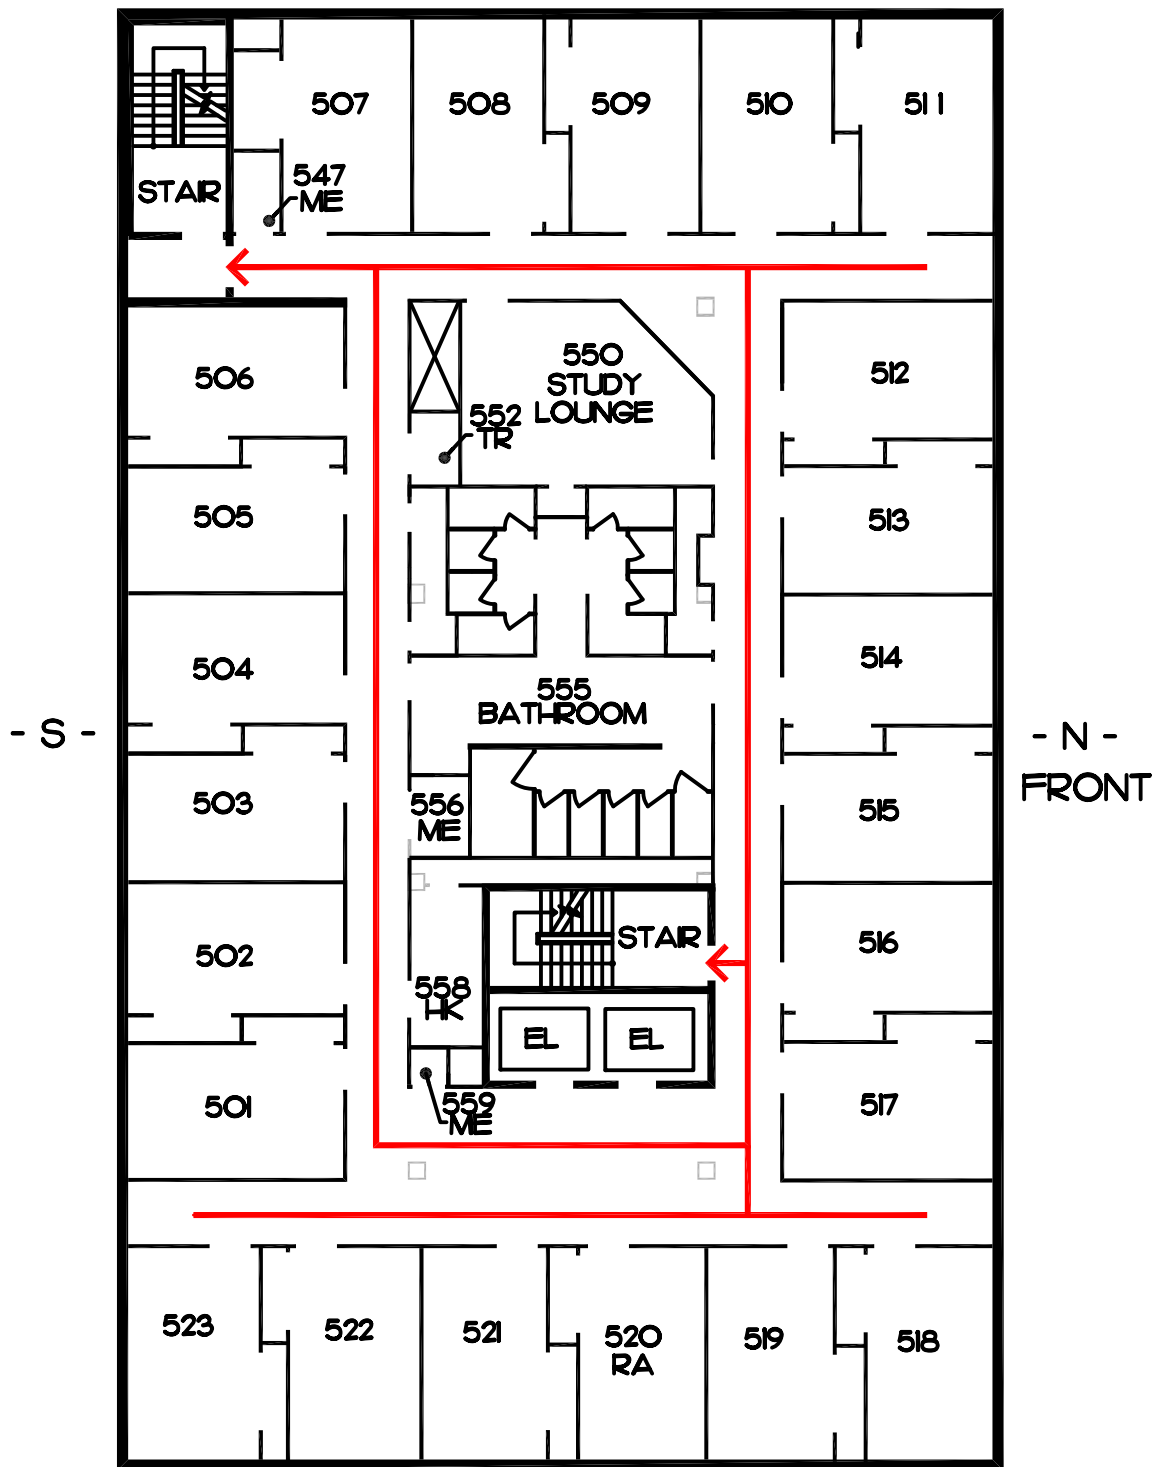 507
508
509
510
511
547
ME
STAIR
506
550
STUDY
LOUNGE
512
552
TR
505
513
504
514
555
BATHROOM
- S -
- N -
FRONT
503
556
ME
515
502
STAIR
516
558
HK
EL
EL
501
559
ME
517
523
522
521
520
RA
519
518